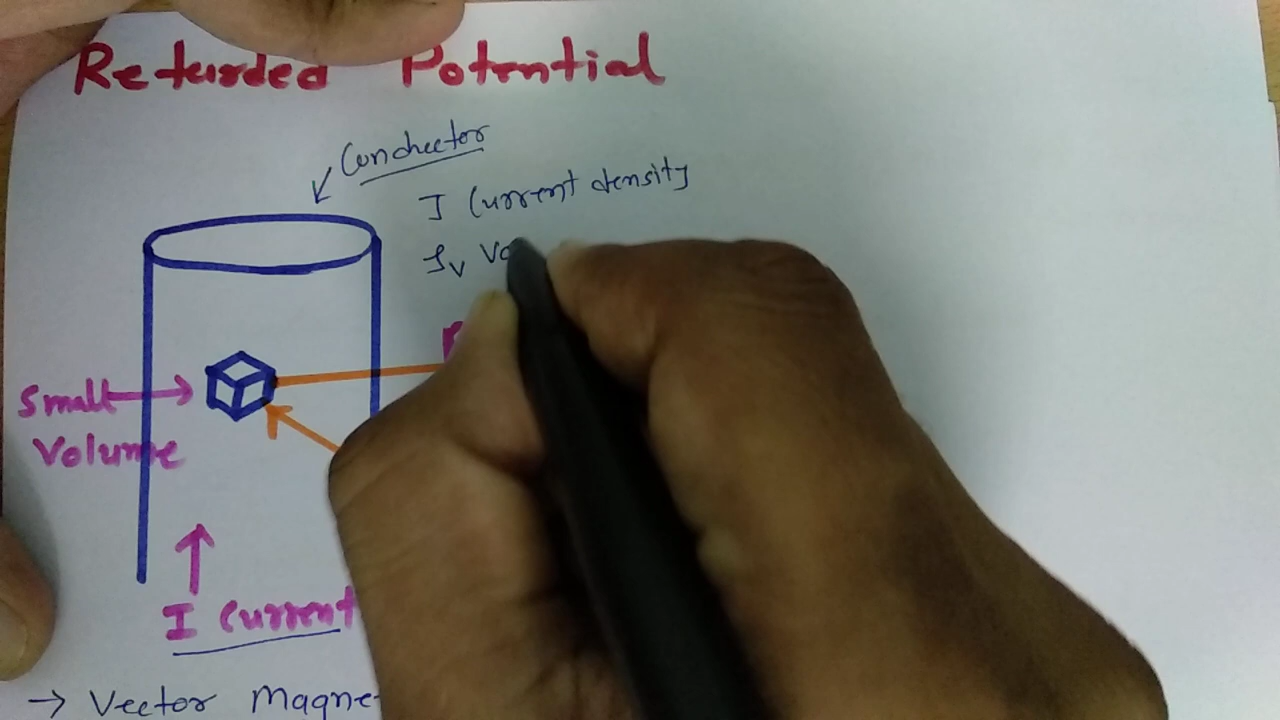 Retarded Potential
Conductor
J Current density
ρv Vo
Small
Volume
I Current
→ Vector Magne